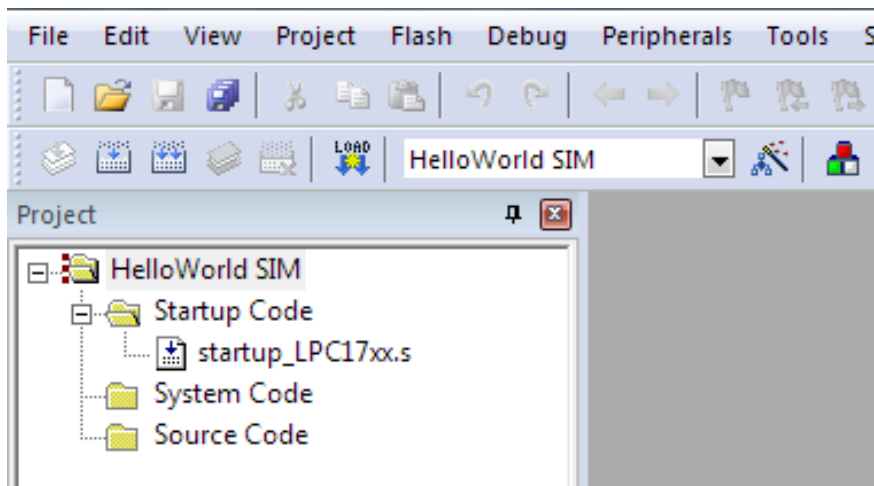 File Edit View Project Flash Debug Peripherals Tools S
LOAD HelloWorld SIM
Project
HelloWorld SIM
Startup Code
startup_LPC17xx.s
System Code
Source Code